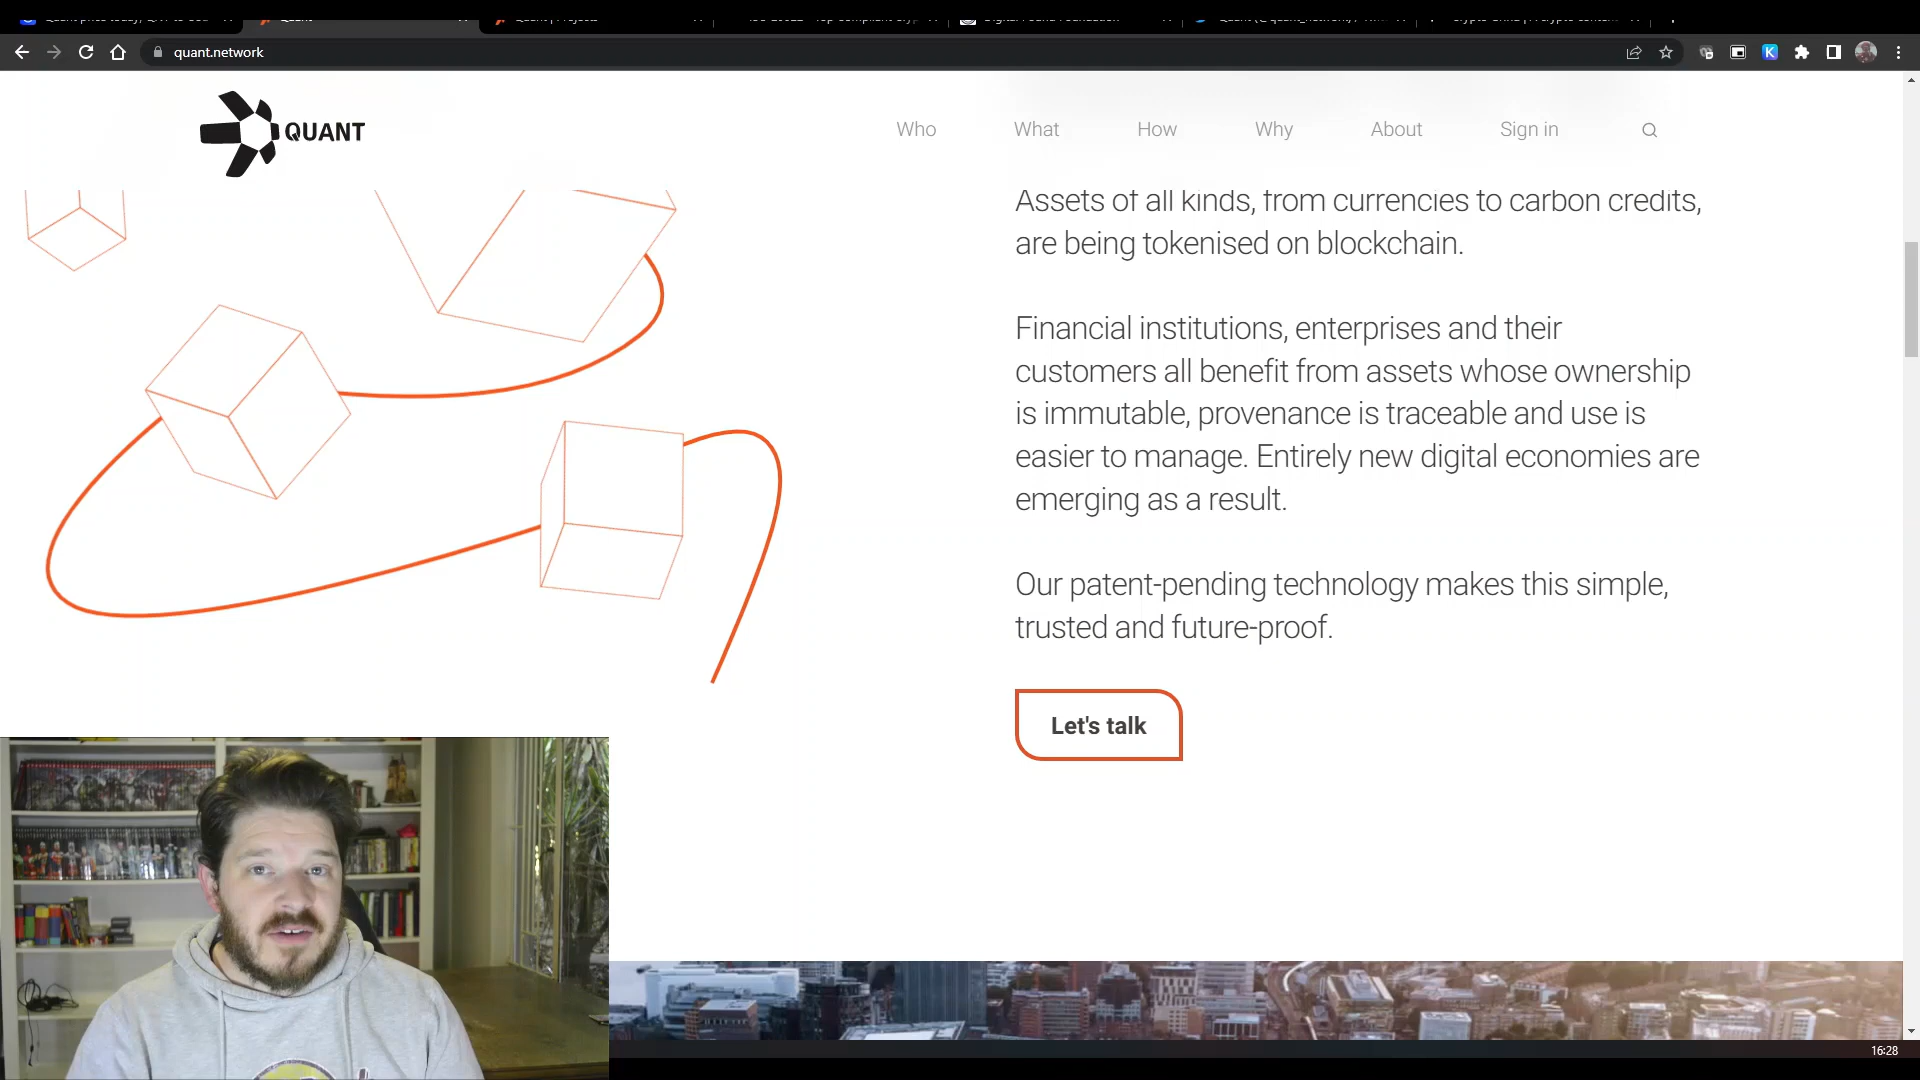 quant.network
K
QUANT
Who
What
How
Why
About
Sign in
Assets of all kinds, from currencies to carbon credits,
are being tokenised on blockchain.
Financial institutions, enterprises and their
customers all benefit from assets whose ownership
is immutable, provenance is traceable and use is
easier to manage. Entirely new digital economies are
emerging as a result.
Our patent-pending technology makes this simple,
trusted and future-proof.
Let's talk
16:28